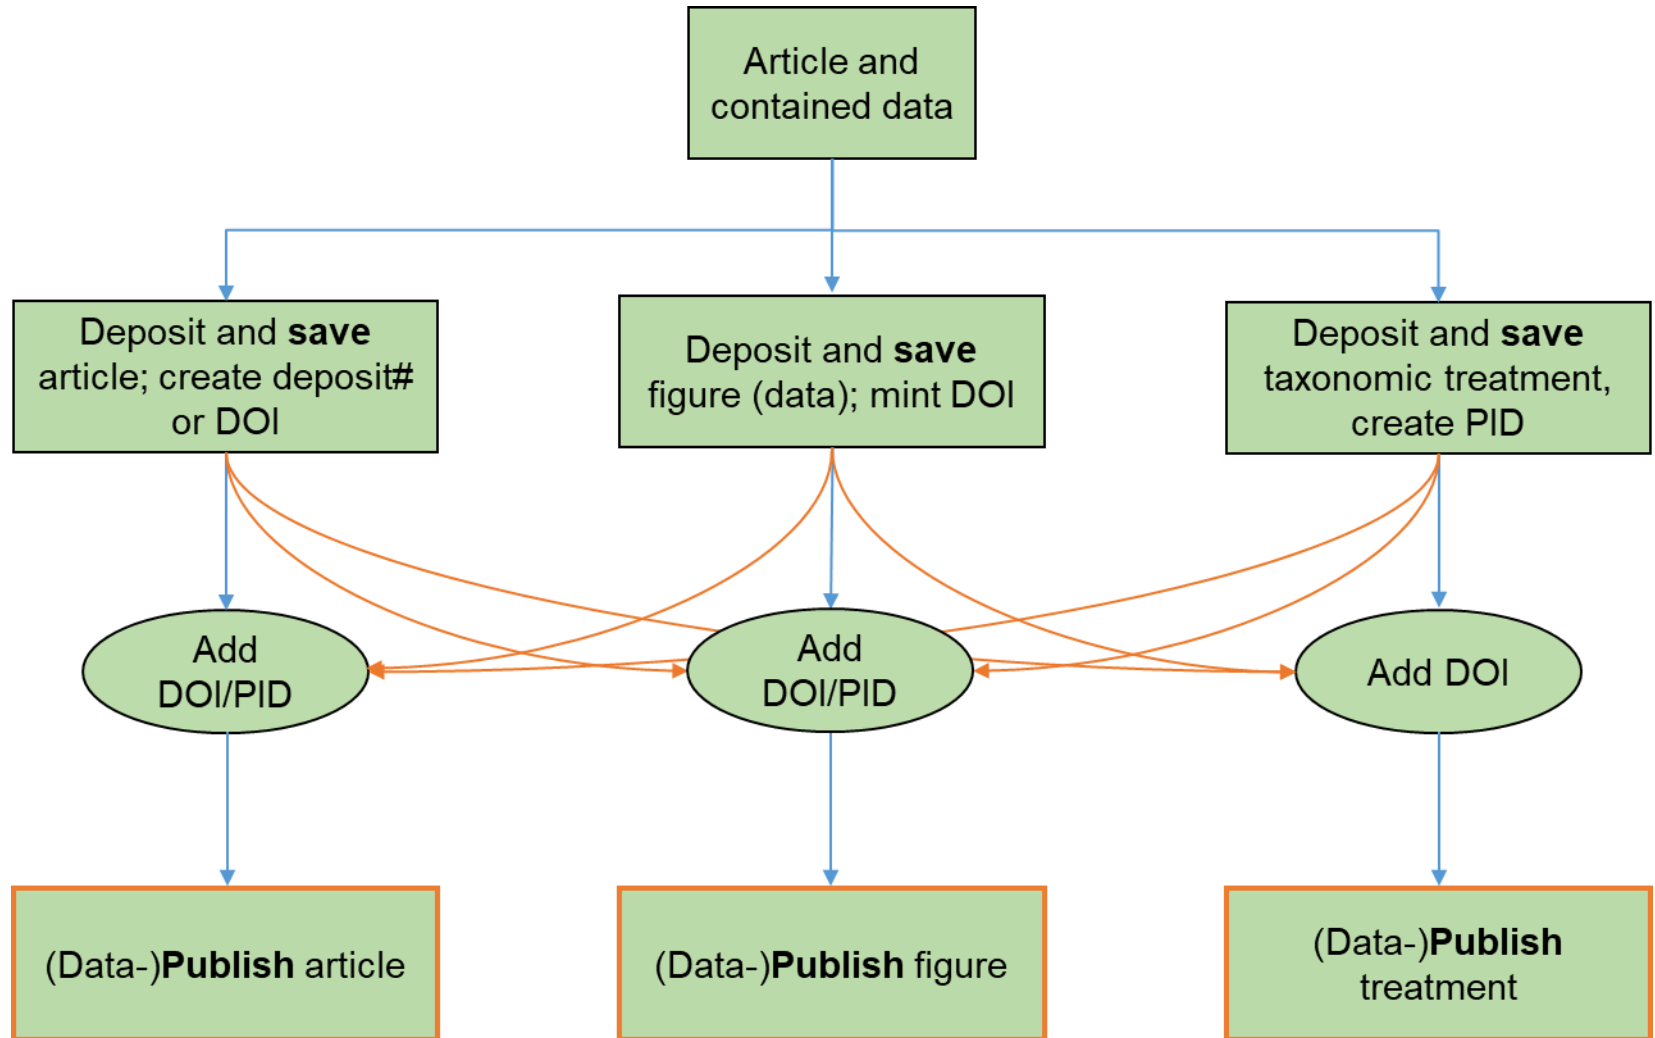 Article and
contained data
Deposit and save
article; create deposit#
or DOI
Deposit and save
figure (data); mint DOI
Deposit and save
taxonomic treatment,
create PID
Add
DOI/PID
Add
DOI/PID
Add DOI
(Data-)Publish article
(Data-)Publish figure
(Data-)Publish
treatment